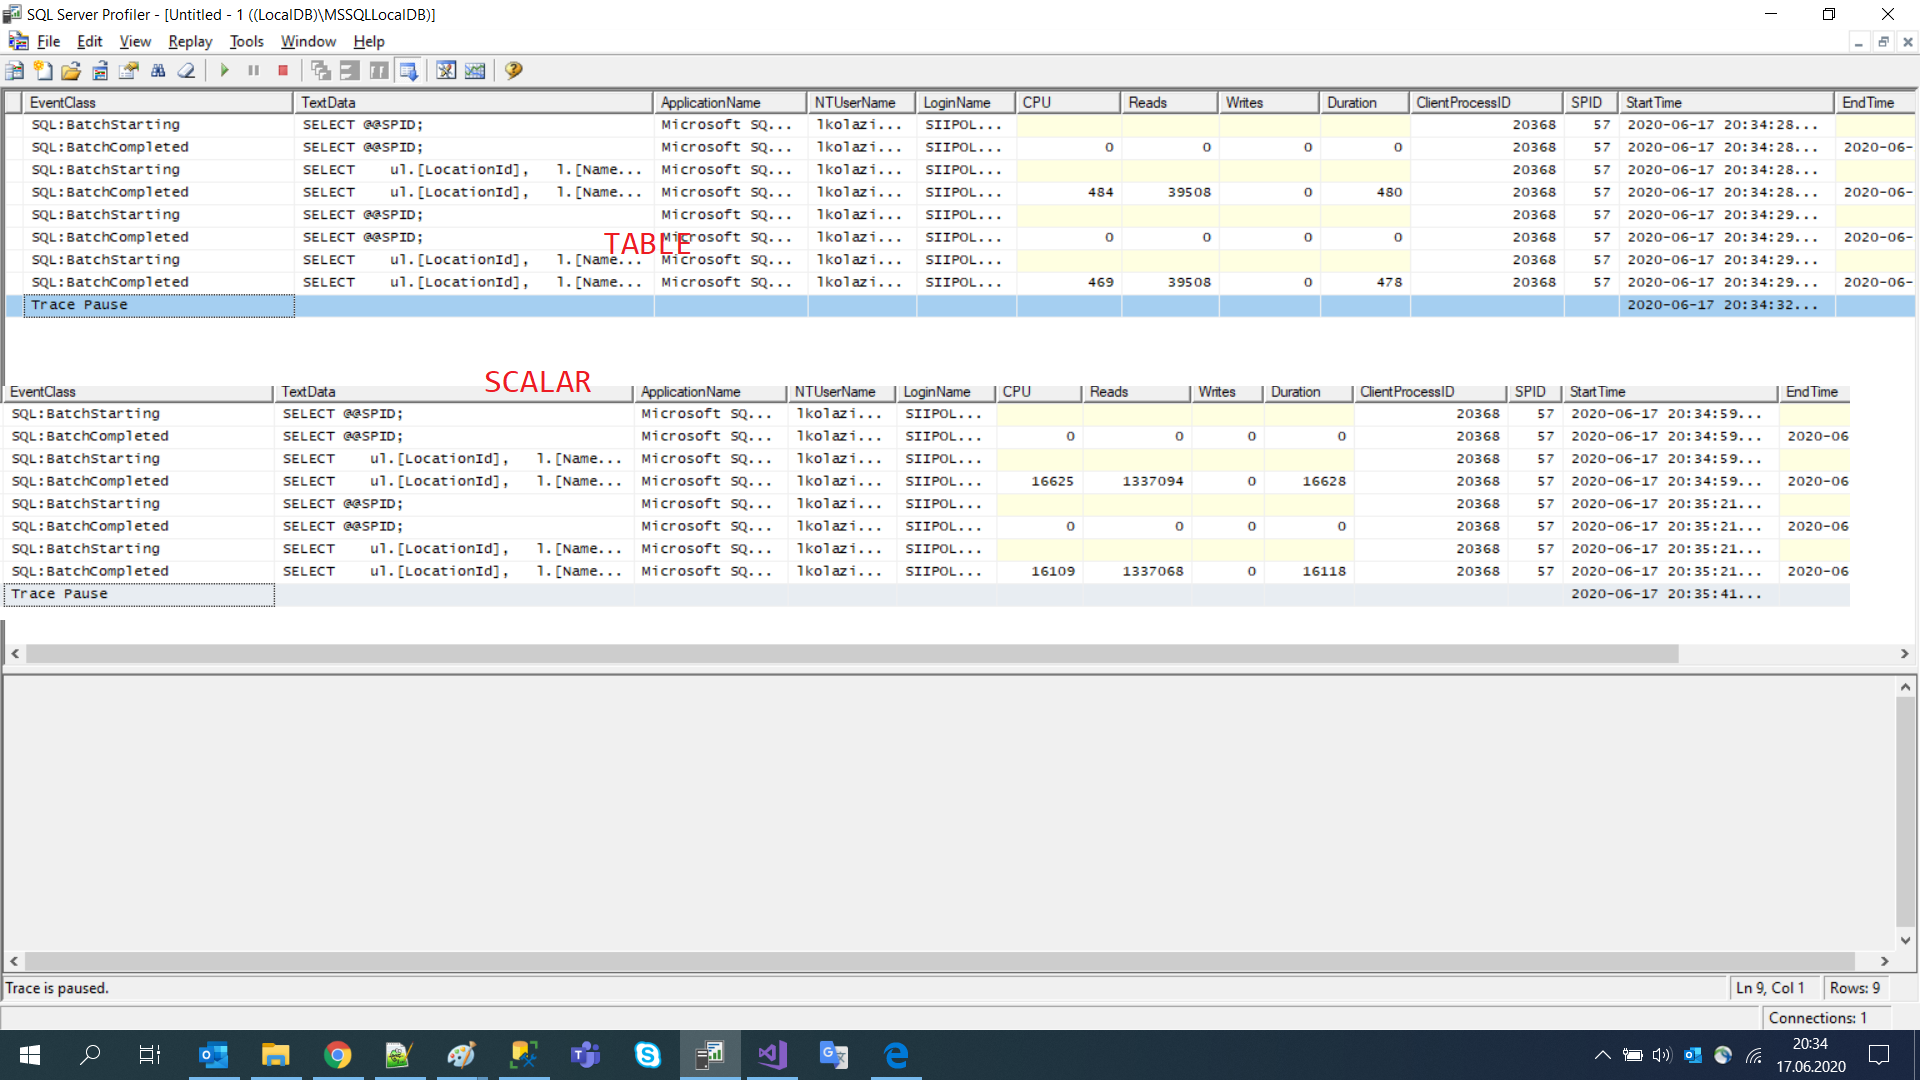 SQL Server Profiler - [Untitled - 1 ((LocalDB)\MSSQLLocalDB)]
File Edit View Replay Tools Window Help
EventClass TextData ApplicationName NTUserName LoginName CPU Reads Writes Duration ClientProcessID SPID StartTime EndTime
SQL:BatchStarting SELECT @@SPID; Microsoft SQ... lkolazi... SIIPOL... 20368 57 2020-06-17 20:34:28...
SQL:BatchCompleted SELECT @@SPID; Microsoft SQ... lkolazi... SIIPOL... 0 0 0 0 20368 57 2020-06-17 20:34:28... 2020-06-
SQL:BatchStarting SELECT ul.[LocationId], l.[Name... Microsoft SQ... lkolazi... SIIPOL... 20368 57 2020-06-17 20:34:28...
SQL:BatchCompleted SELECT ul.[LocationId], l.[Name... Microsoft SQ... lkolazi... SIIPOL... 484 39508 0 480 20368 57 2020-06-17 20:34:28... 2020-06-
SQL:BatchStarting SELECT @@SPID; Microsoft SQ... lkolazi... SIIPOL... 20368 57 2020-06-17 20:34:29...
SQL:BatchCompleted SELECT @@SPID; Microsoft SQ... lkolazi... SIIPOL... 0 0 0 0 20368 57 2020-06-17 20:34:29... 2020-06-
TABLE
SQL:BatchStarting SELECT ul.[LocationId], l.[Name... Microsoft SQ... lkolazi... SIIPOL... 20368 57 2020-06-17 20:34:29...
SQL:BatchCompleted SELECT ul.[LocationId], l.[Name... Microsoft SQ... lkolazi... SIIPOL... 469 39508 0 478 20368 57 2020-06-17 20:34:29... 2020-06-
Trace Pause 2020-06-17 20:34:32...
SCALAR
EventClass TextData ApplicationName NTUserName LoginName CPU Reads Writes Duration ClientProcessID SPID StartTime EndTime
SQL:BatchStarting SELECT @@SPID; Microsoft SQ... lkolazi... SIIPOL... 20368 57 2020-06-17 20:34:59...
SQL:BatchCompleted SELECT @@SPID; Microsoft SQ... lkolazi... SIIPOL... 0 0 0 0 20368 57 2020-06-17 20:34:59... 2020-06
SQL:BatchStarting SELECT ul.[LocationId], l.[Name... Microsoft SQ... lkolazi... SIIPOL... 20368 57 2020-06-17 20:34:59...
SQL:BatchCompleted SELECT ul.[LocationId], l.[Name... Microsoft SQ... lkolazi... SIIPOL... 16625 1337094 0 16628 20368 57 2020-06-17 20:34:59... 2020-06
SQL:BatchStarting SELECT @@SPID; Microsoft SQ... lkolazi... SIIPOL... 20368 57 2020-06-17 20:35:21...
SQL:BatchCompleted SELECT @@SPID; Microsoft SQ... lkolazi... SIIPOL... 0 0 0 0 20368 57 2020-06-17 20:35:21... 2020-06
SQL:BatchStarting SELECT ul.[LocationId], l.[Name... Microsoft SQ... lkolazi... SIIPOL... 20368 57 2020-06-17 20:35:21...
SQL:BatchCompleted SELECT ul.[LocationId], l.[Name... Microsoft SQ... lkolazi... SIIPOL... 16109 1337068 0 16118 20368 57 2020-06-17 20:35:21... 2020-06
Trace Pause 2020-06-17 20:35:41...
Trace is paused. Ln 9, Col 1 Rows: 9
Connections: 1
20:34
17.06.2020